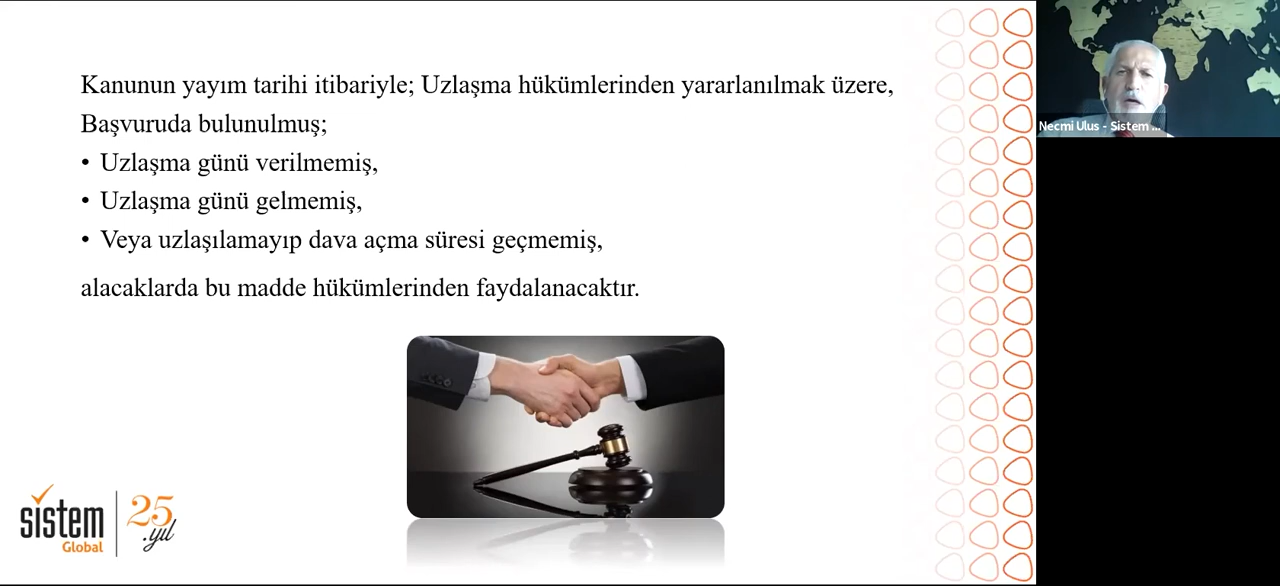 Kanunun yayım tarihi itibariyle; Uzlaşma hükümlerinden yararlanılmak üzere,
Başvuruda bulunulmuş;
• Uzlaşma günü verilmemiş,
• Uzlaşma günü gelmemiş,
• Veya uzlaşılamayıp dava açma süresi geçmemiş,
alacaklarda bu madde hükümlerinden faydalanacaktır.
Necmi Ulus - Sistem ...
sistem
Global
25
.yıl